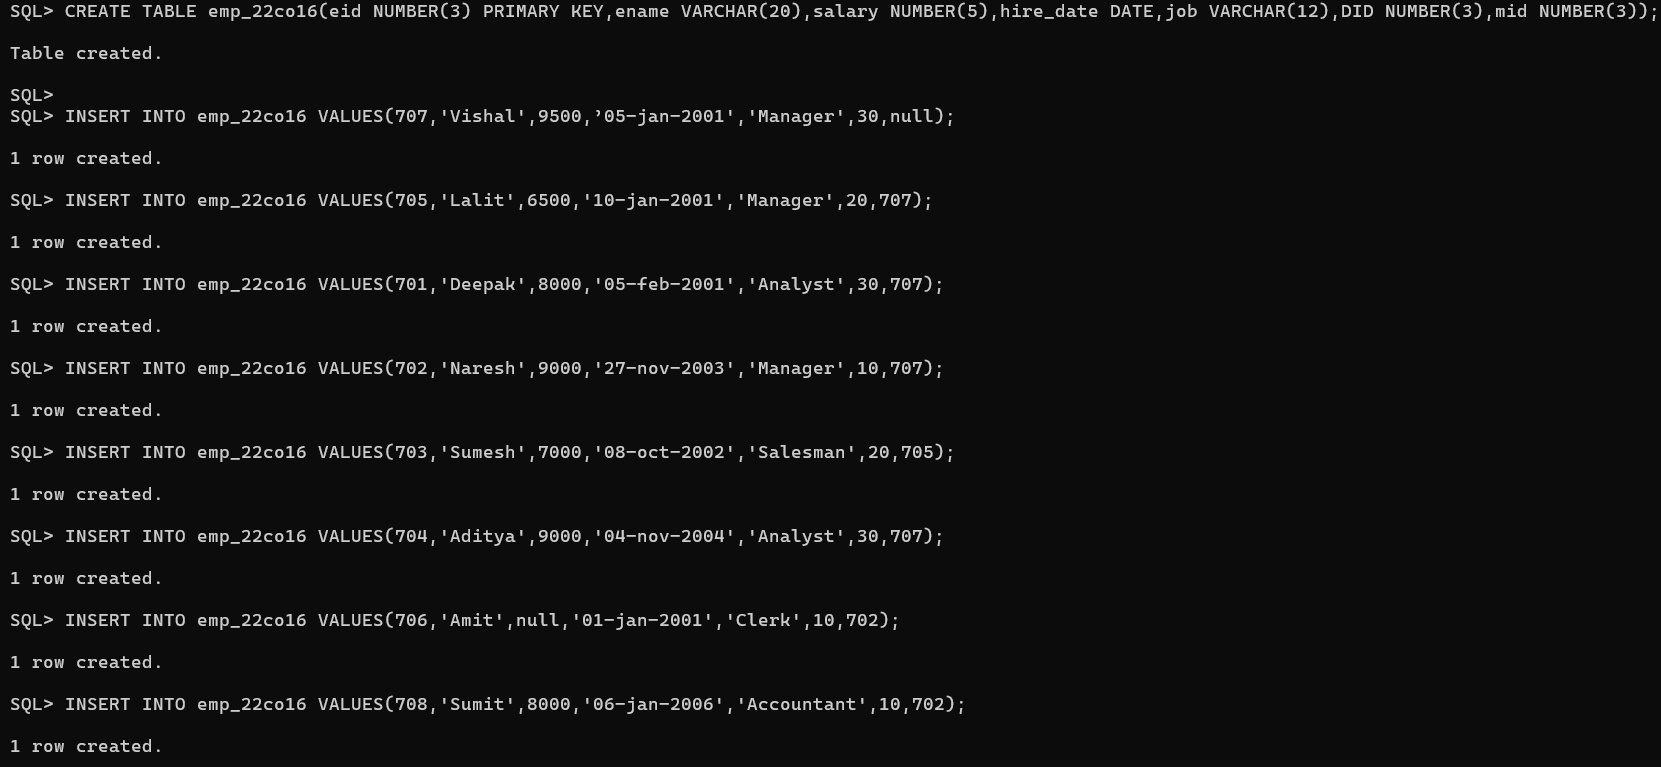 SQL> CREATE TABLE emp_22co16(eid NUMBER(3) PRIMARY KEY,ename VARCHAR(20),salary NUMBER(5),hire_date DATE,job VARCHAR(12),DID NUMBER(3),mid NUMBER(3));
Table created.
SQL>
SQL> INSERT INTO emp_22co16 VALUES(707,'Vishal',9500,’05-jan-2001','Manager',30,null);
1 row created.
SQL> INSERT INTO emp_22co16 VALUES(705,'Lalit',6500,'10-jan-2001','Manager',20,707);
1 row created.
SQL> INSERT INTO emp_22co16 VALUES(701,'Deepak',8000,'05-feb-2001','Analyst',30,707);
1 row created.
SQL> INSERT INTO emp_22co16 VALUES(702,'Naresh',9000,'27-nov-2003','Manager',10,707);
1 row created.
SQL> INSERT INTO emp_22co16 VALUES(703,'Sumesh',7000,'08-oct-2002','Salesman',20,705);
1 row created.
SQL> INSERT INTO emp_22co16 VALUES(704,'Aditya',9000,'04-nov-2004','Analyst',30,707);
1 row created.
SQL> INSERT INTO emp_22co16 VALUES(706,'Amit',null,'01-jan-2001','Clerk',10,702);
1 row created.
SQL> INSERT INTO emp_22co16 VALUES(708,'Sumit',8000,'06-jan-2006','Accountant',10,702);
1 row created.